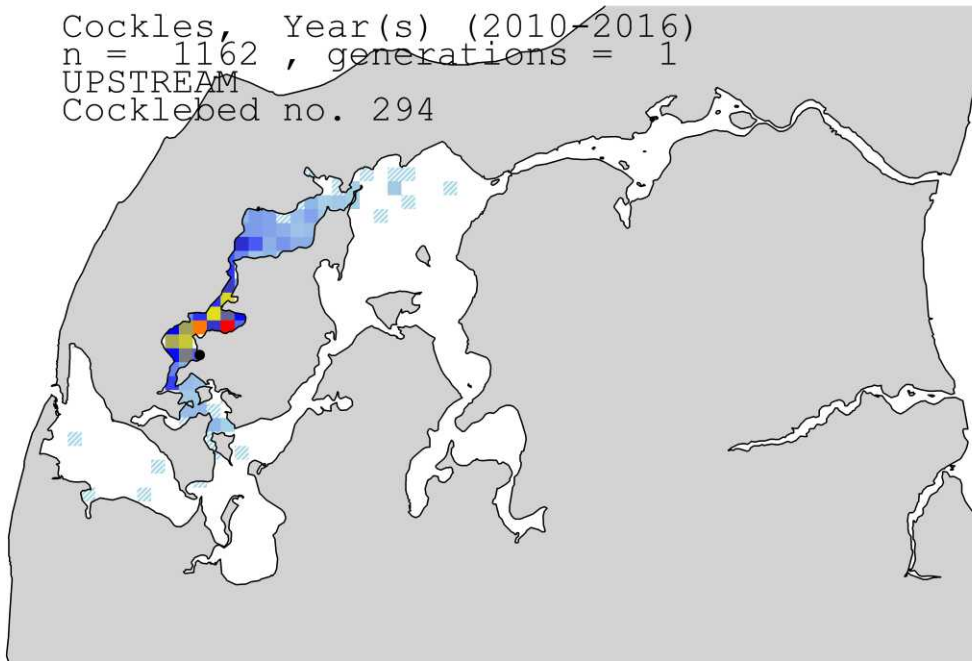 Cockles, Year(s) (2010-2016)
n = 1162 , generations = 1
UPSTREAM
Cocklebed no. 294